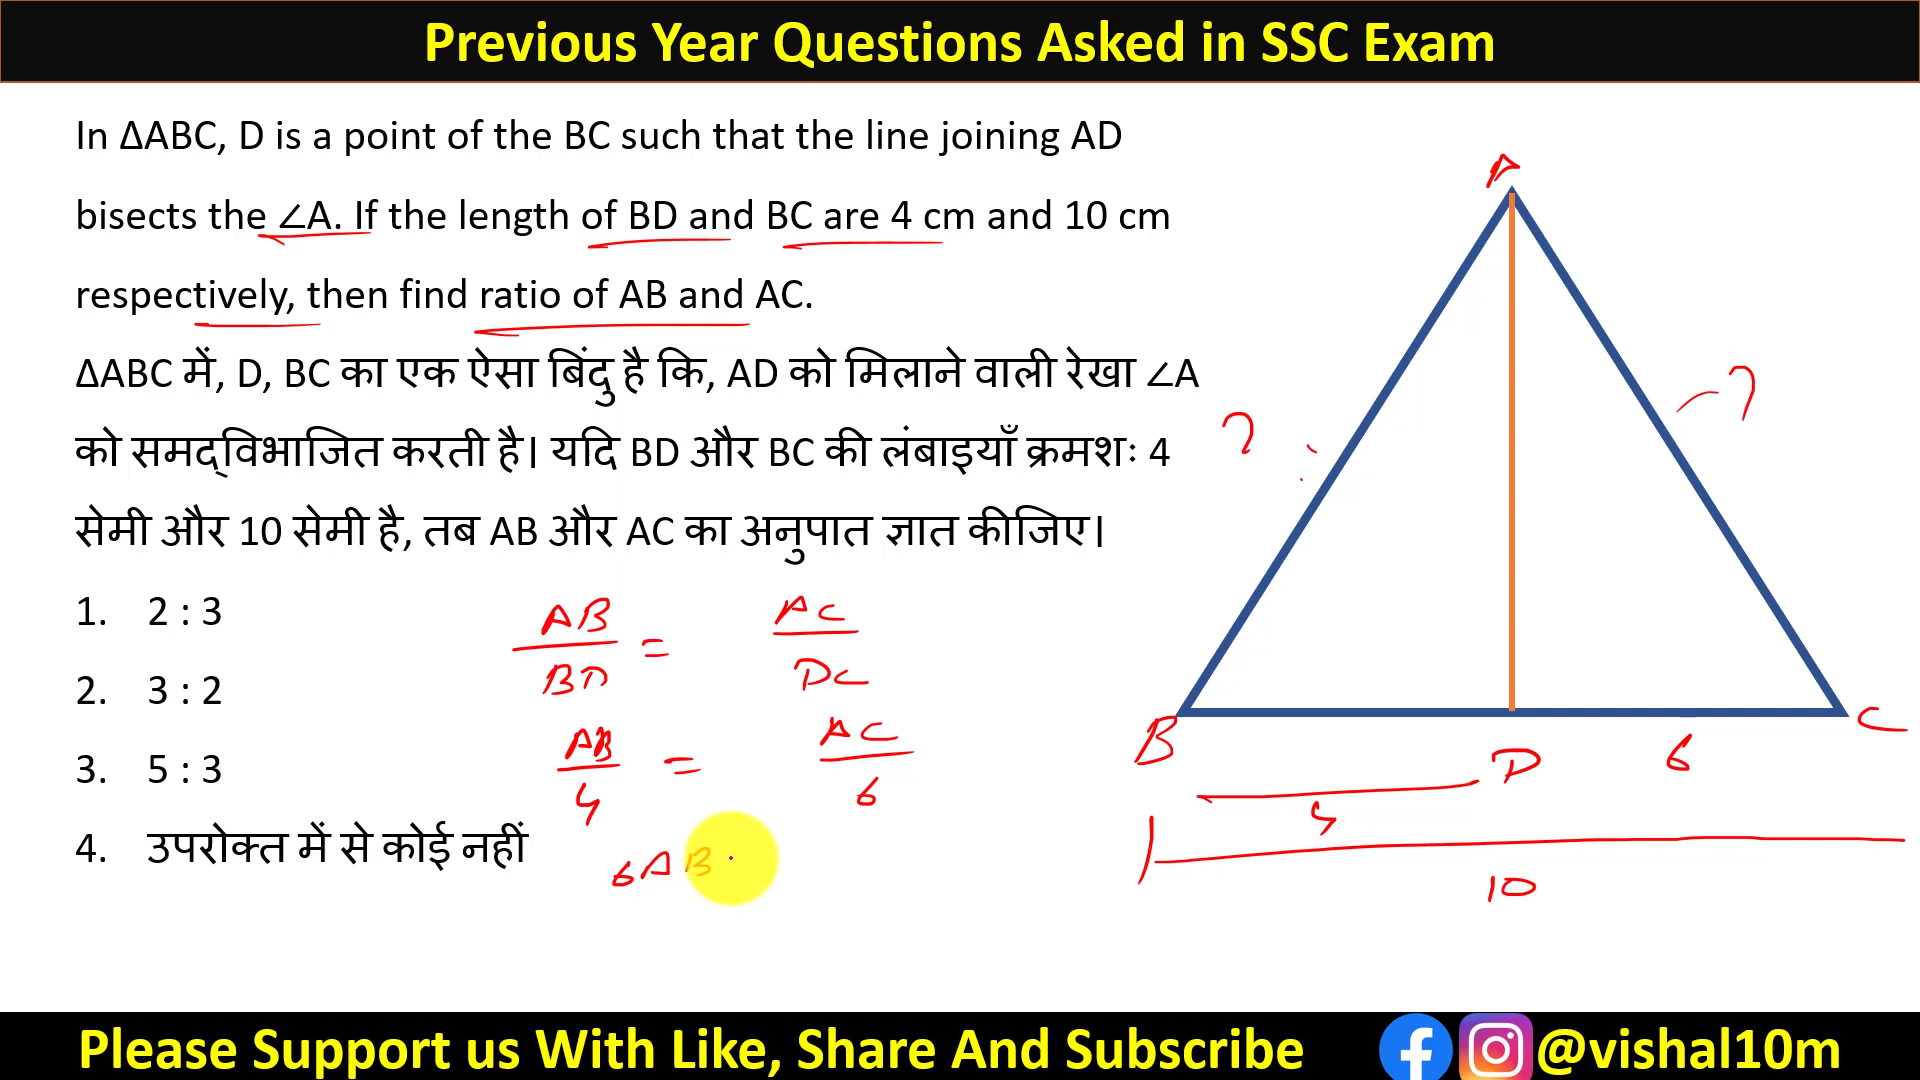 Previous Year Questions Asked in SSC Exam
In ΔABC, D is a point of the BC such that the line joining AD
bisects the ∠A. If the length of BD and BC are 4 cm and 10 cm
respectively, then find ratio of AB and AC.
ΔABC में, D, BC का एक ऐसा बिंदु है कि, AD को मिलाने वाली रेखा ∠A
को समद्विभाजित करती है। यदि BD और BC की लंबाइयाँ क्रमशः 4
सेमी और 10 सेमी है, तब AB और AC का अनुपात ज्ञात कीजिए।
1. 2 : 3
2. 3 : 2
3. 5 : 3
4. उपरोक्त में से कोई नहीं
AB/BD = AC/DC
AB/4 = AC/6
6AB
A
?
?
B
D
6
C
4
10
Please Support us With Like, Share And Subscribe
@vishal10m